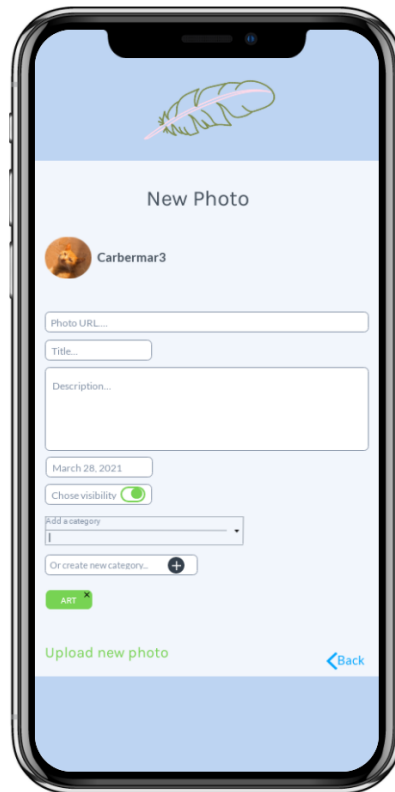 New Photo
Carbermar3
Photo URL....
Title...
Description...
March 28. 2021
Chose visibility
Add a category
Or create new category..
ART
Upload new photo
Back